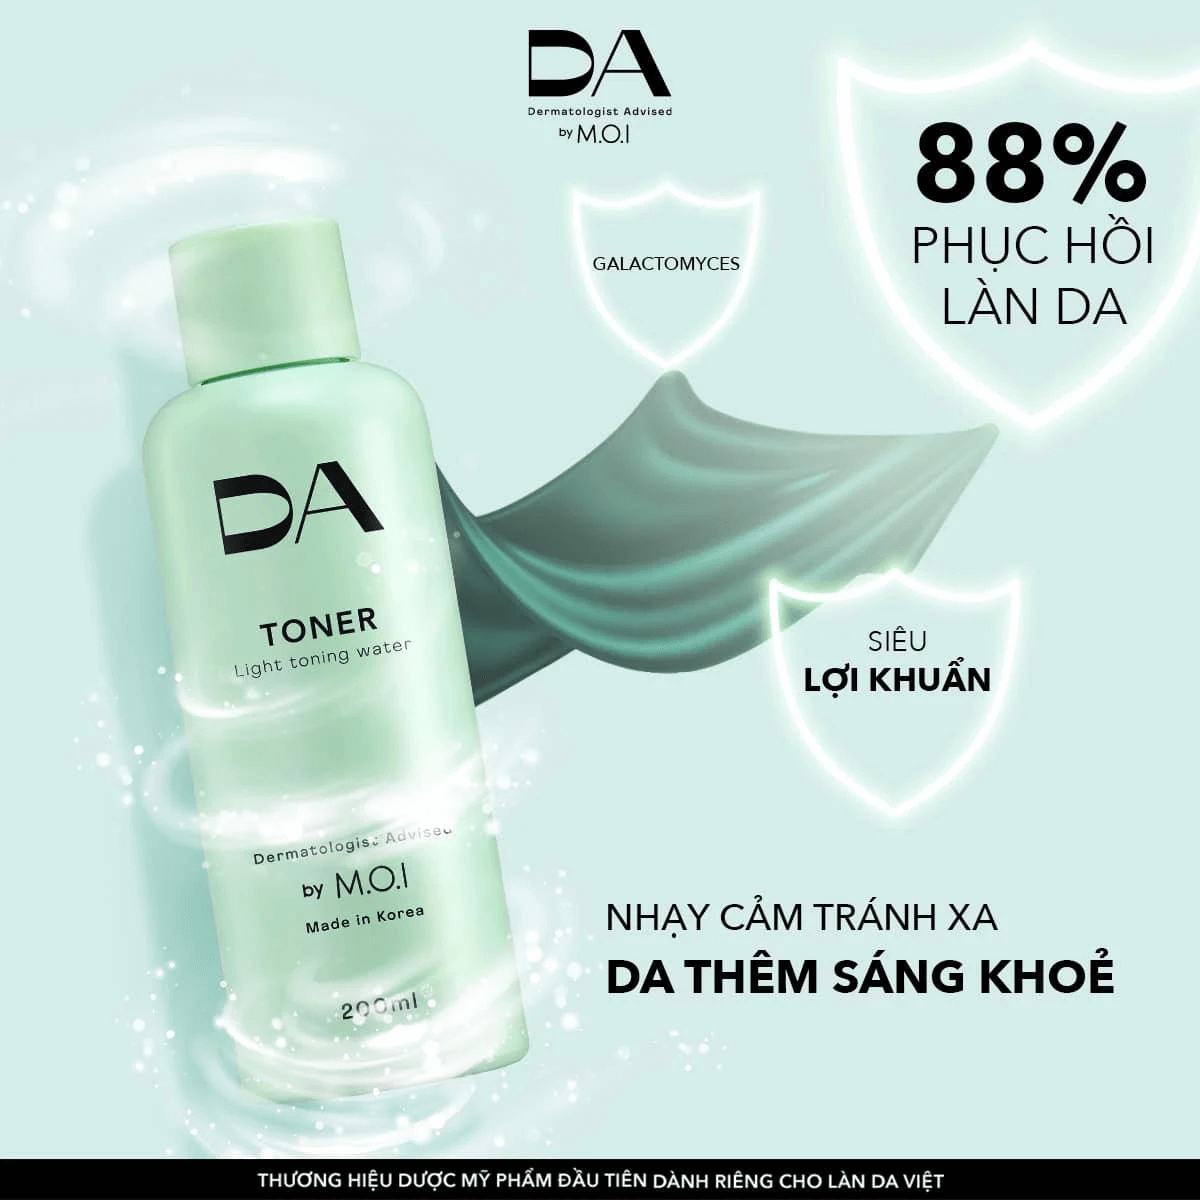 DA
Dermatologist Advised
by M.O.I
88%
PHỤC HỒI
LÀN DA
GALACTOMYCES
DA
TONER
Light toning water
SIÊU
LỢI KHUẨN
Dermatologist Advised
by M.O.I
Made in Korea
200ml
NHẠY CẢM TRÁNH XA
DA THÊM SÁNG KHOẺ
THƯƠNG HIỆU DƯỢC MỸ PHẨM ĐẦU TIÊN DÀNH RIÊNG CHO LÀN DA VIỆT